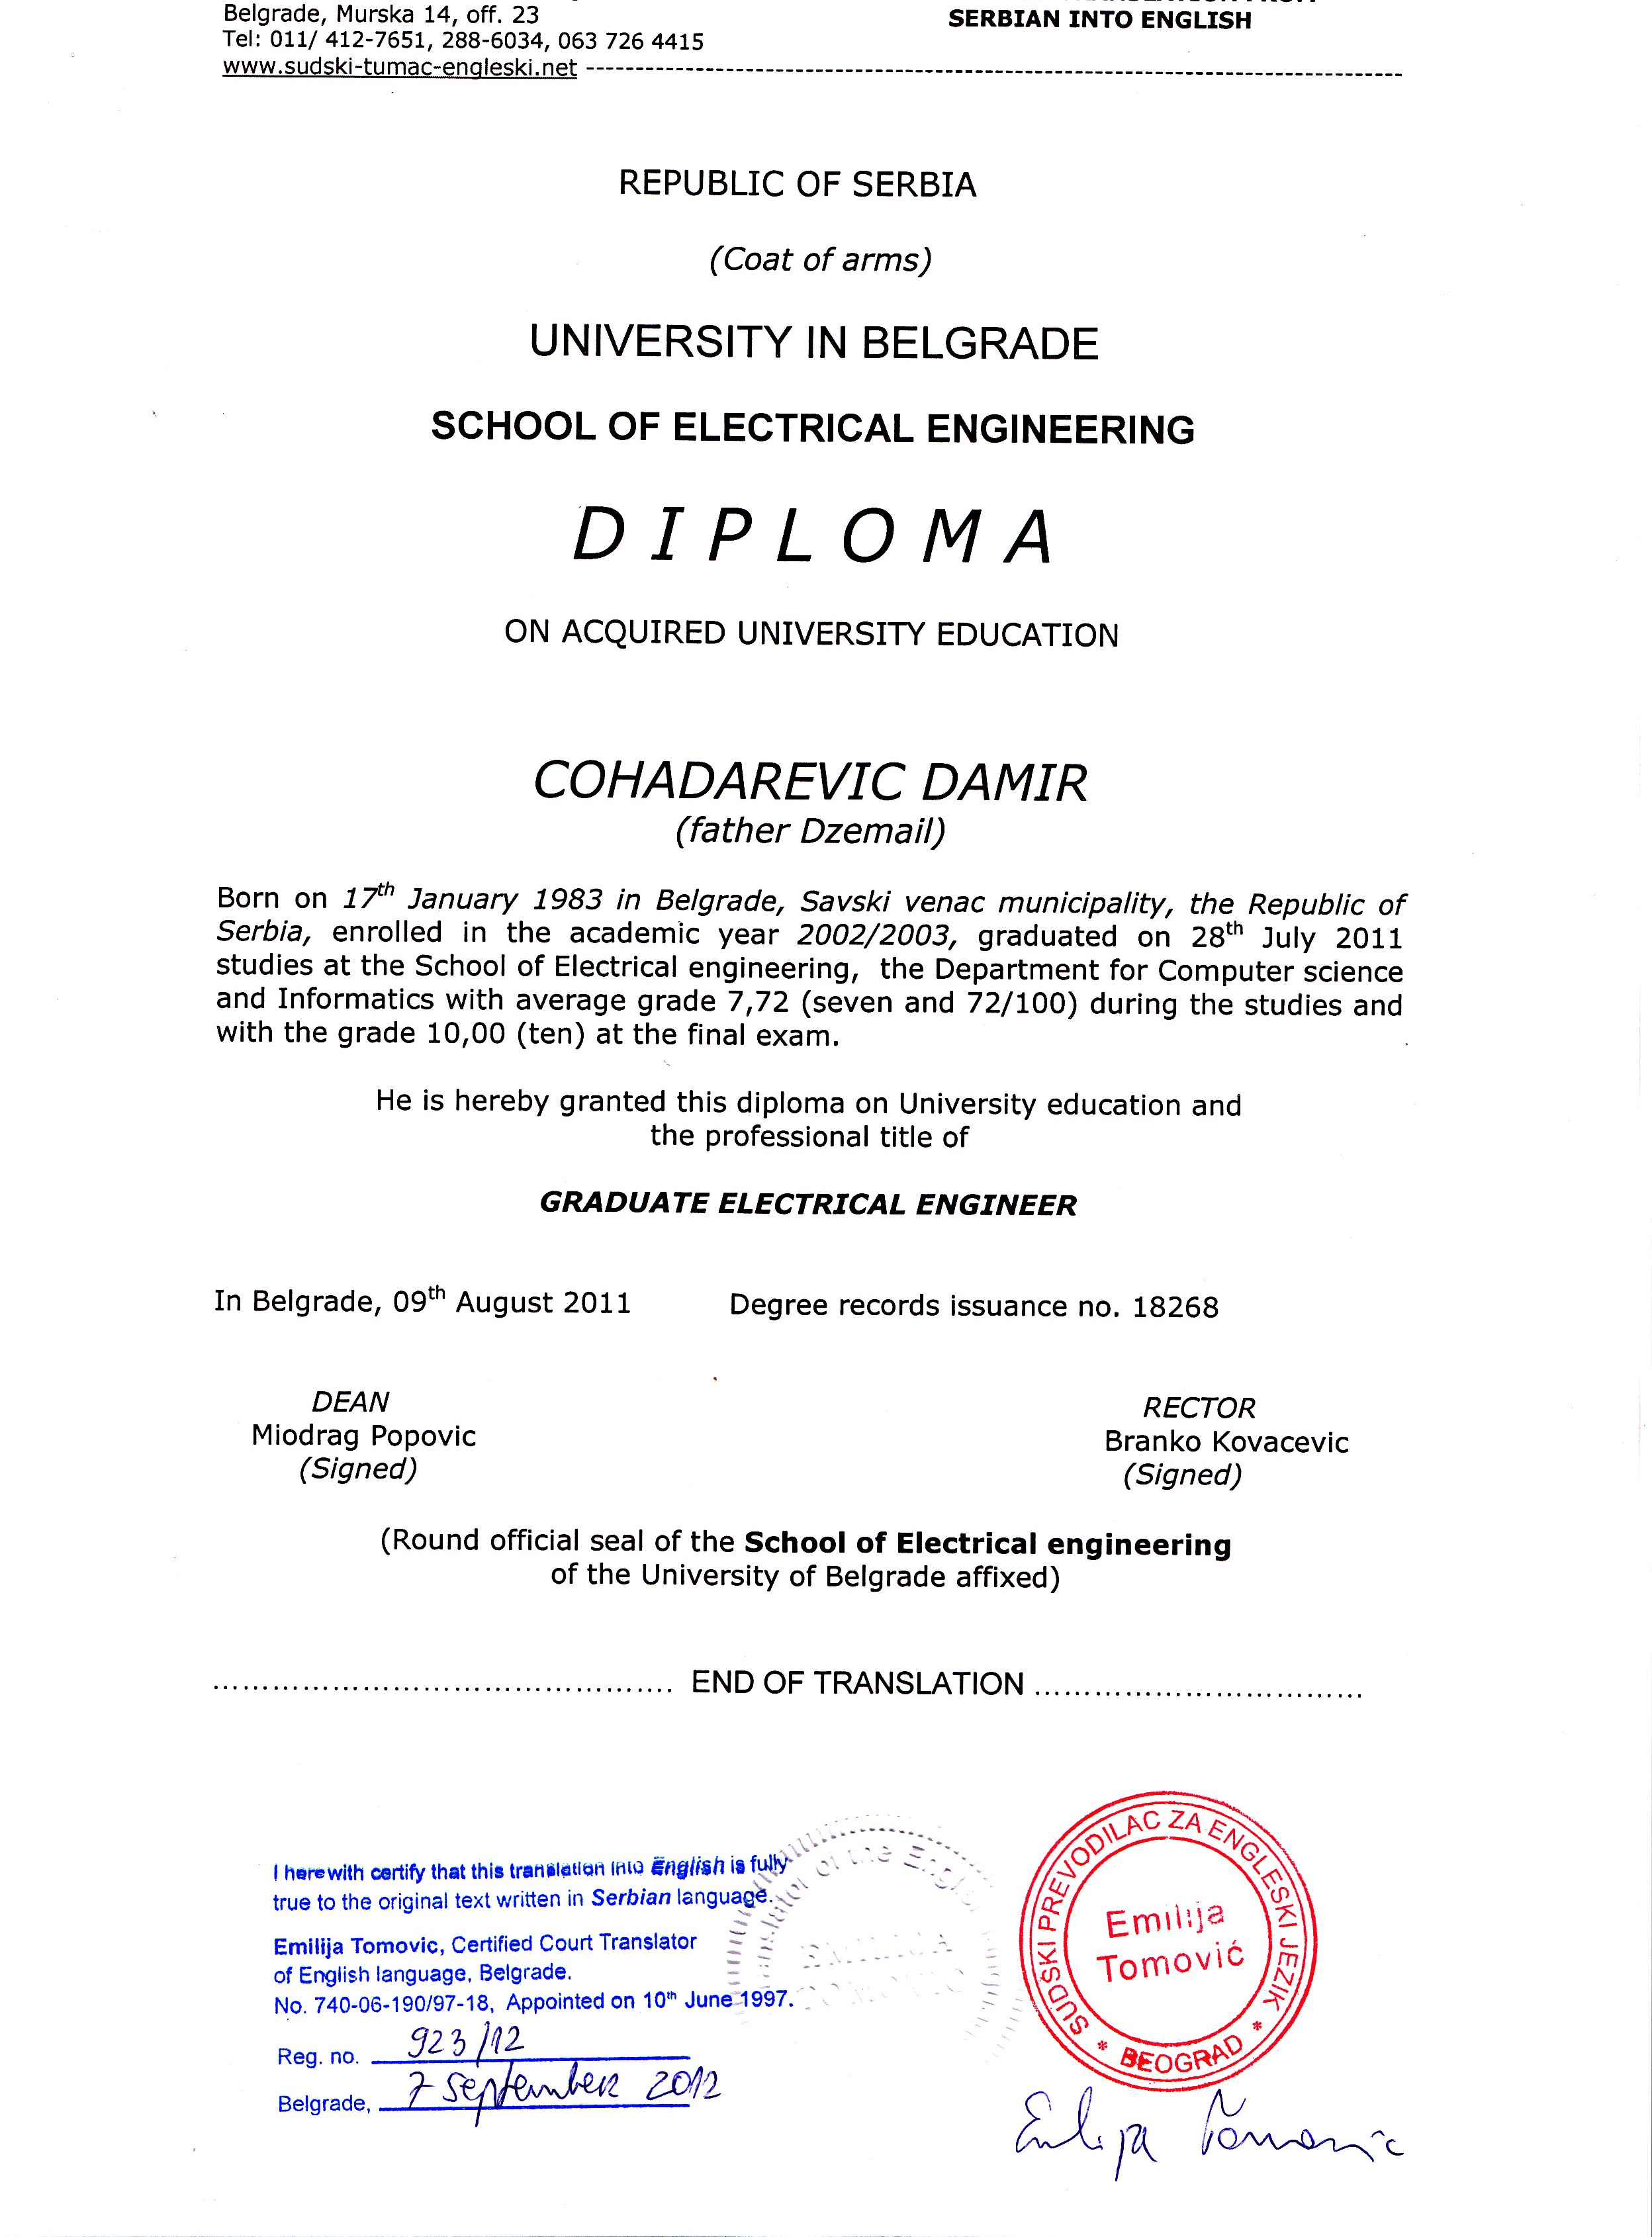 Belgrade, Murska 14, off. 23
SERBIAN INTO ENGLISH
Tel: 011/ 412-7651, 288-6034, 063 726 4415
www.sudski-tumac-engleski.net
REPUBLIC OF SERBIA
(Coat of arms)
UNIVERSITY IN BELGRADE
SCHOOL OF ELECTRICAL ENGINEERING
DIPLOMA
ON ACQUIRED UNIVERSITY EDUCATION
COHADAREVIC DAMIR
(father Dzemail)
Born on 17th January 1983 in Belgrade, Savski venac municipality, the Republic of
Serbia, enrolled in the academic year 2002/2003, graduated on 28th July 2011
studies at the School of Electrical engineering, the Department for Computer science
and Informatics with average grade 7,72 (seven and 72/100) during the studies and
with the grade 10,00 (ten) at the final exam.
He is hereby granted this diploma on University education and
the professional title of
GRADUATE ELECTRICAL ENGINEER
In Belgrade, 09th August 2011 Degree records issuance no. 18268
DEAN
Miodrag Popovic
(Signed)
RECTOR
Branko Kovacevic
(Signed)
(Round official seal of the School of Electrical engineering
of the University of Belgrade affixed)
................................................ END OF TRANSLATION ..................................
I herewith certify that this translation into English is fully
true to the original text written in Serbian language.
Emilija Tomovic, Certified Court Translator
of English language, Belgrade.
No. 740-06-190/97-18, Appointed on 10th June 1997.
Reg. no. 923/12
Belgrade, 7 September 2012
of the English
EMILIJA
TOMOVIC
SUDSKI PREVODILAC ZA ENGLESKI JEZIK
Emilija
Tomović
* BEOGRAD *
Emilija Tomovic